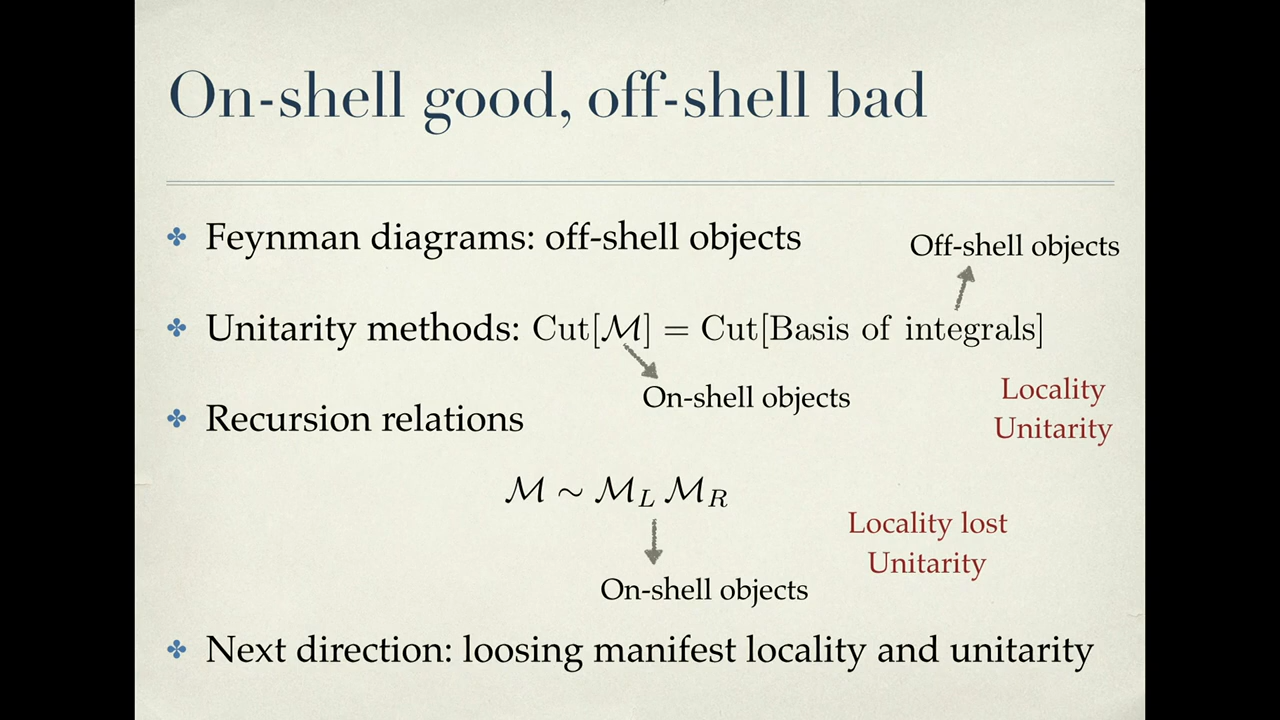 On-shell good, off-shell bad
✤ Feynman diagrams: off-shell objects
Off-shell objects
✤ Unitarity methods: Cut[ℳ] = Cut[Basis of integrals]
On-shell objects
Locality
Unitarity
✤ Recursion relations
ℳ ∼ ℳ_L ℳ_R
Locality lost
Unitarity
On-shell objects
✤ Next direction: loosing manifest locality and unitarity